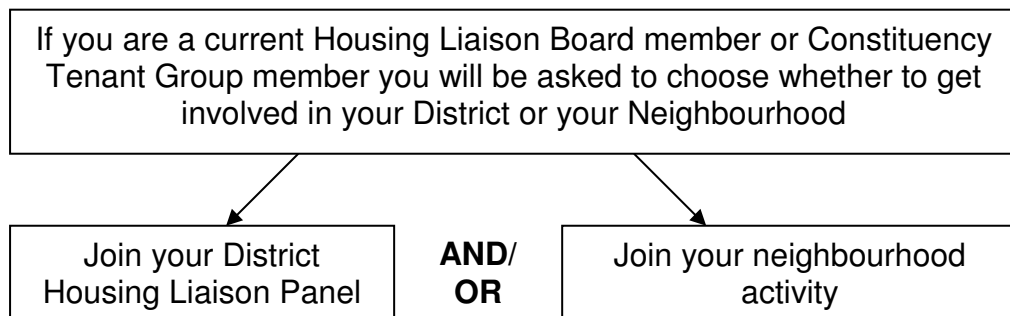 If you are a current Housing Liaison Board member or Constituency
Tenant Group member you will be asked to choose whether to get
involved in your District or your Neighbourhood
Join your District
Housing Liaison Panel
AND/
OR
Join your neighbourhood
activity